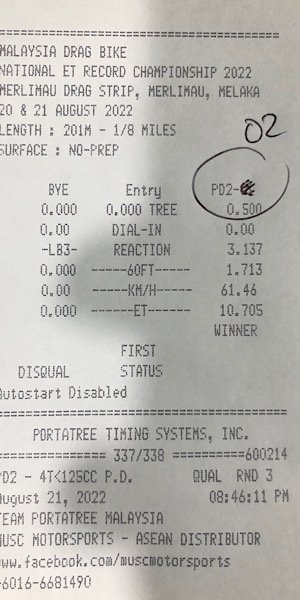 MALAYSIA DRAG BIKE
NATIONAL ET RECORD CHAMPIONSHIP 2022
MERLIMAU DRAG STRIP, MERLIMAU, MELAKA
20 & 21 AUGUST 2022
LENGTH : 201M - 1/8 MILES
02
SURFACE : NO-PREP
BYE Entry PD2-
0.000 0.000 TREE 0.500
0.00 DIAL-IN 0.00
-LB3- REACTION 3.137
0.000 ------60FT------ 1.713
0.00 ------KM/H------ 61.46
0.000 ------ET------ 10.705
WINNER
FIRST
DISQUAL STATUS
Autostart Disabled
PORTATREE TIMING SYSTEMS, INC.
========== 337/338 ==========600214
PD2 - 4T<125CC P.D. QUAL RND 3
August 21, 2022 08:46:11 PM
TEAM PORTATREE MALAYSIA
MUSC MOTORSPORTS - ASEAN DISTRIBUTOR
www.facebook.com/muscmotorsports
-6016-6681490